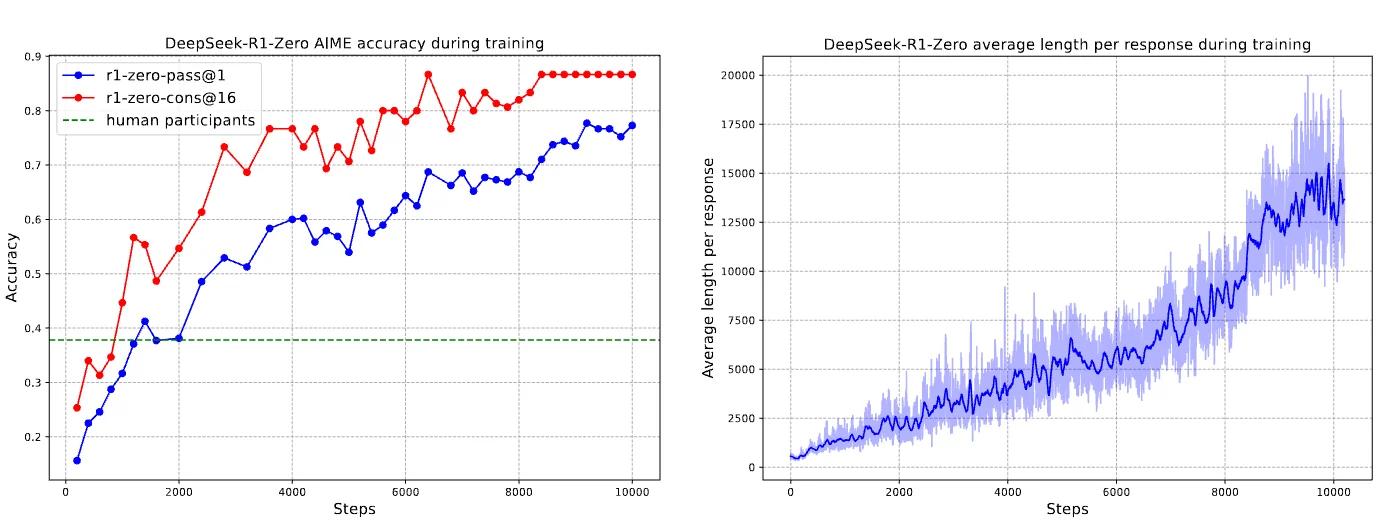 DeepSeek-R1-Zero AIME accuracy during training
0.9
0.8
0.7
0.6
0.5
0.4
0.3
0.2
Accuracy
r1-zero-pass@1
r1-zero-cons@16
human participants
0 2000 4000 6000 8000 10000
Steps
DeepSeek-R1-Zero average length per response during training
20000
17500
15000
12500
10000
7500
5000
2500
0
Average length per response
0 2000 4000 6000 8000 10000
Steps